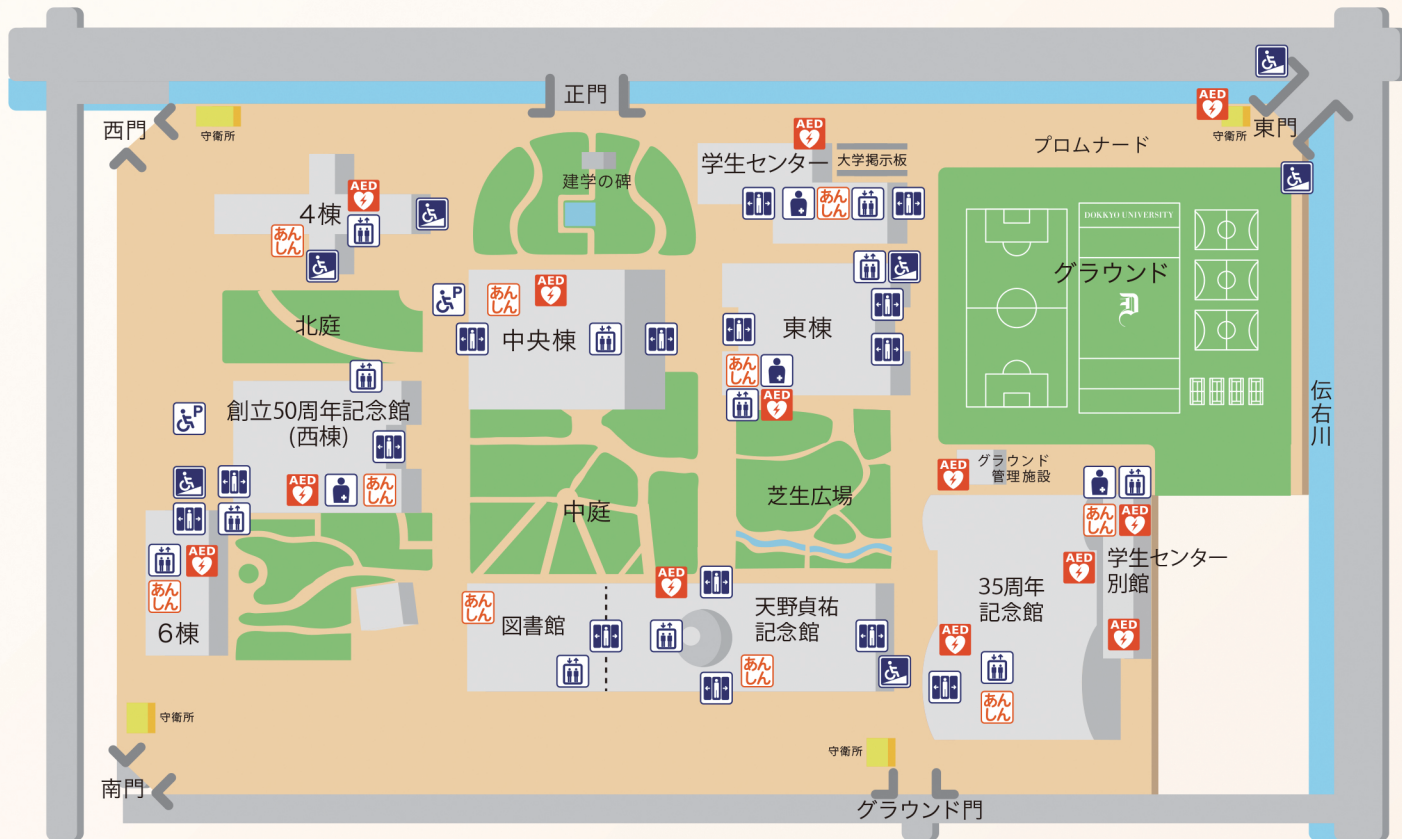 正門
西門
守衛所
AED
守衛所
東門
プロムナード
AED
学生センター
大学掲示板
建学の碑
AED
4棟
あん
しん
あん
しん
DOKKYO UNIVERSITY
グラウンド
D
P
あん
しん
AED
中央棟
東棟
北庭
あん
しん
AED
P
創立50周年記念館
(西棟)
AED
あん
しん
伝右川
中庭
芝生広場
AED
グラウンド
管理施設
あん
しん
AED
AED
学生センター
別館
AED
あん
しん
6棟
あん
しん
図書館
AED
天野貞祐
記念館
あん
しん
35周年
記念館
AED
AED
あん
しん
守衛所
南門
守衛所
グラウンド門